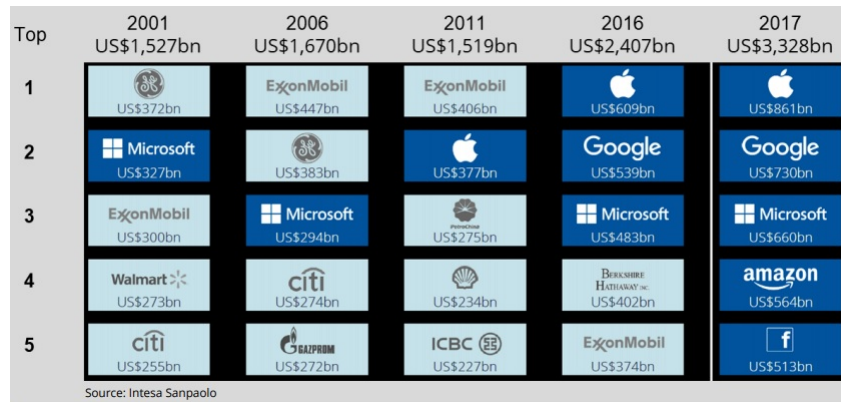 Top
2001
US$1,527bn
2006
US$1,670bn
2011
US$1,519bn
2016
US$2,407bn
2017
US$3,328bn
1
US$372bn
ExxonMobil
US$447bn
ExxonMobil
US$406bn
US$609bn
US$861bn
2
Microsoft
US$327bn
US$383bn
US$377bn
Google
US$539bn
Google
US$730bn
3
ExxonMobil
US$300bn
Microsoft
US$294bn
PetroChina
US$275bn
Microsoft
US$483bn
Microsoft
US$660bn
4
Walmart
US$273bn
citi
US$274bn
US$234bn
BERKSHIRE
HATHAWAY INC.
US$402bn
amazon
US$564bn
5
citi
US$255bn
GAZPROM
US$272bn
ICBC
US$227bn
ExxonMobil
US$374bn
f
US$513bn
Source: Intesa Sanpaolo